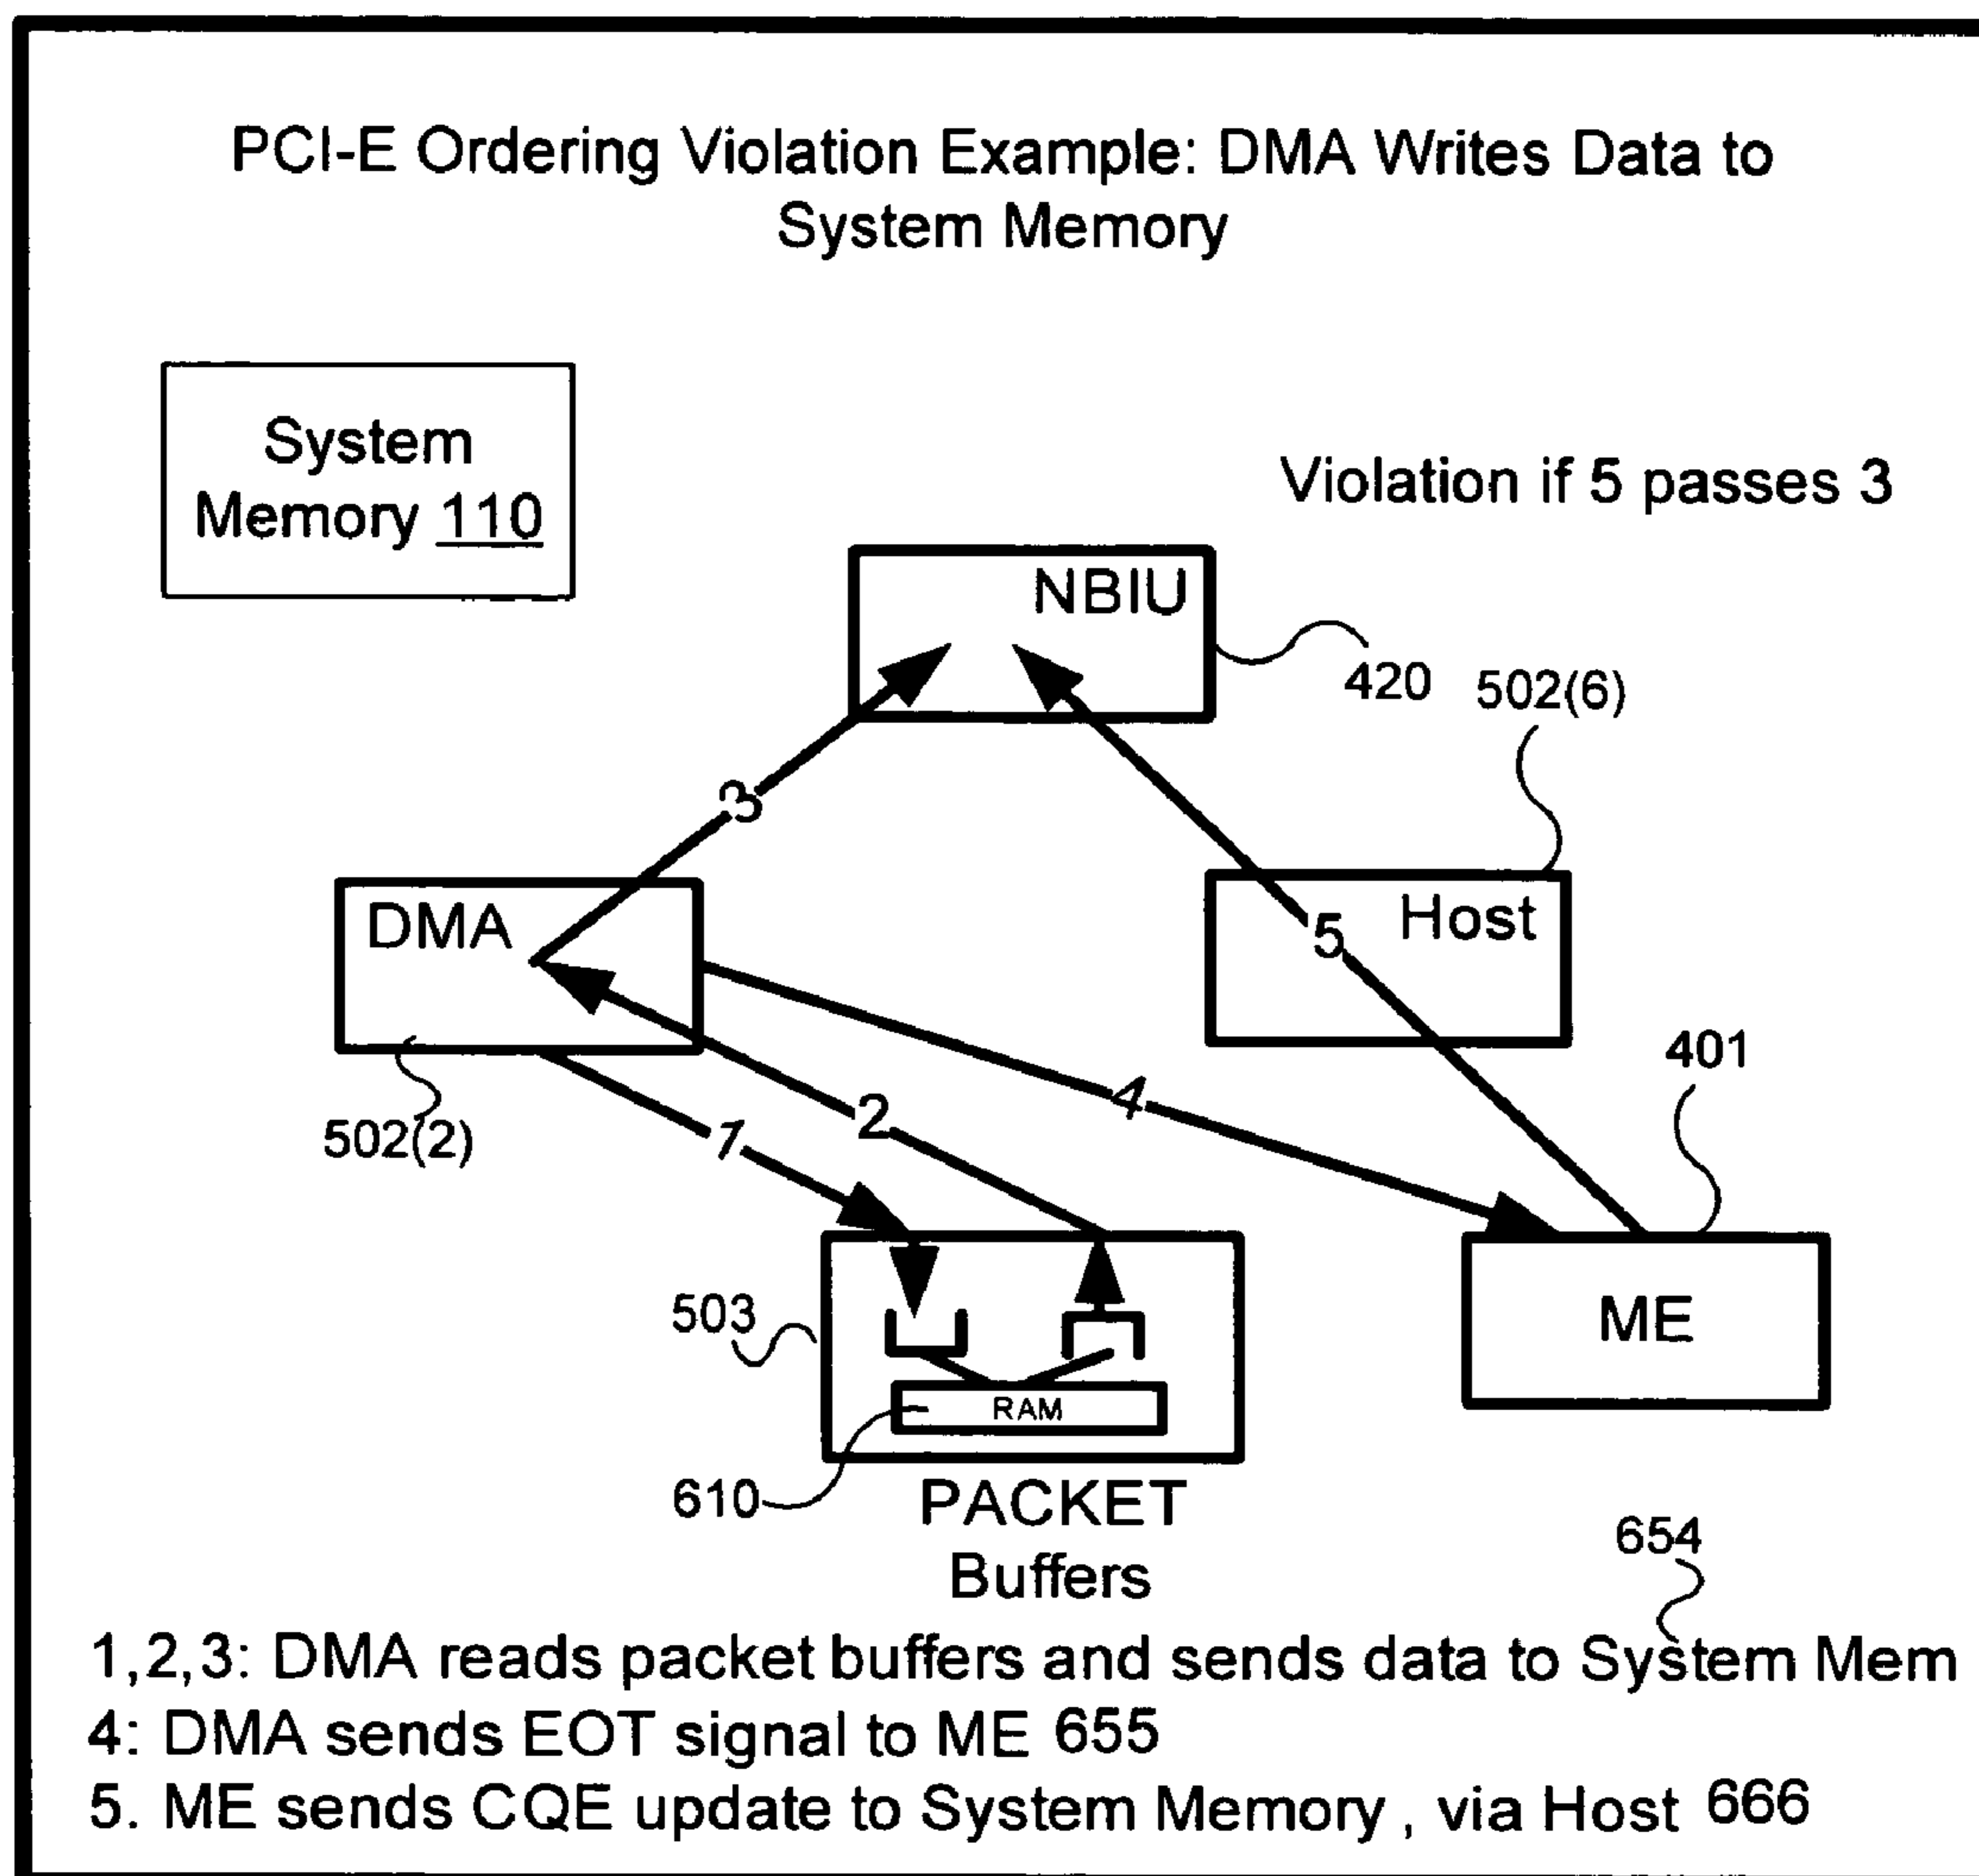 PCI-E Ordering Violation Example: DMA Writes Data to
System Memory
System
Memory 110
Violation if 5 passes 3
NBIU
420
502(6)
3
DMA
Host
5
401
4
2
502(2)
1
503
ME
RAM
610
PACKET
Buffers
654
1,2,3: DMA reads packet buffers and sends data to System Mem
4: DMA sends EOT signal to ME 655
5. ME sends CQE update to System Memory , via Host 666